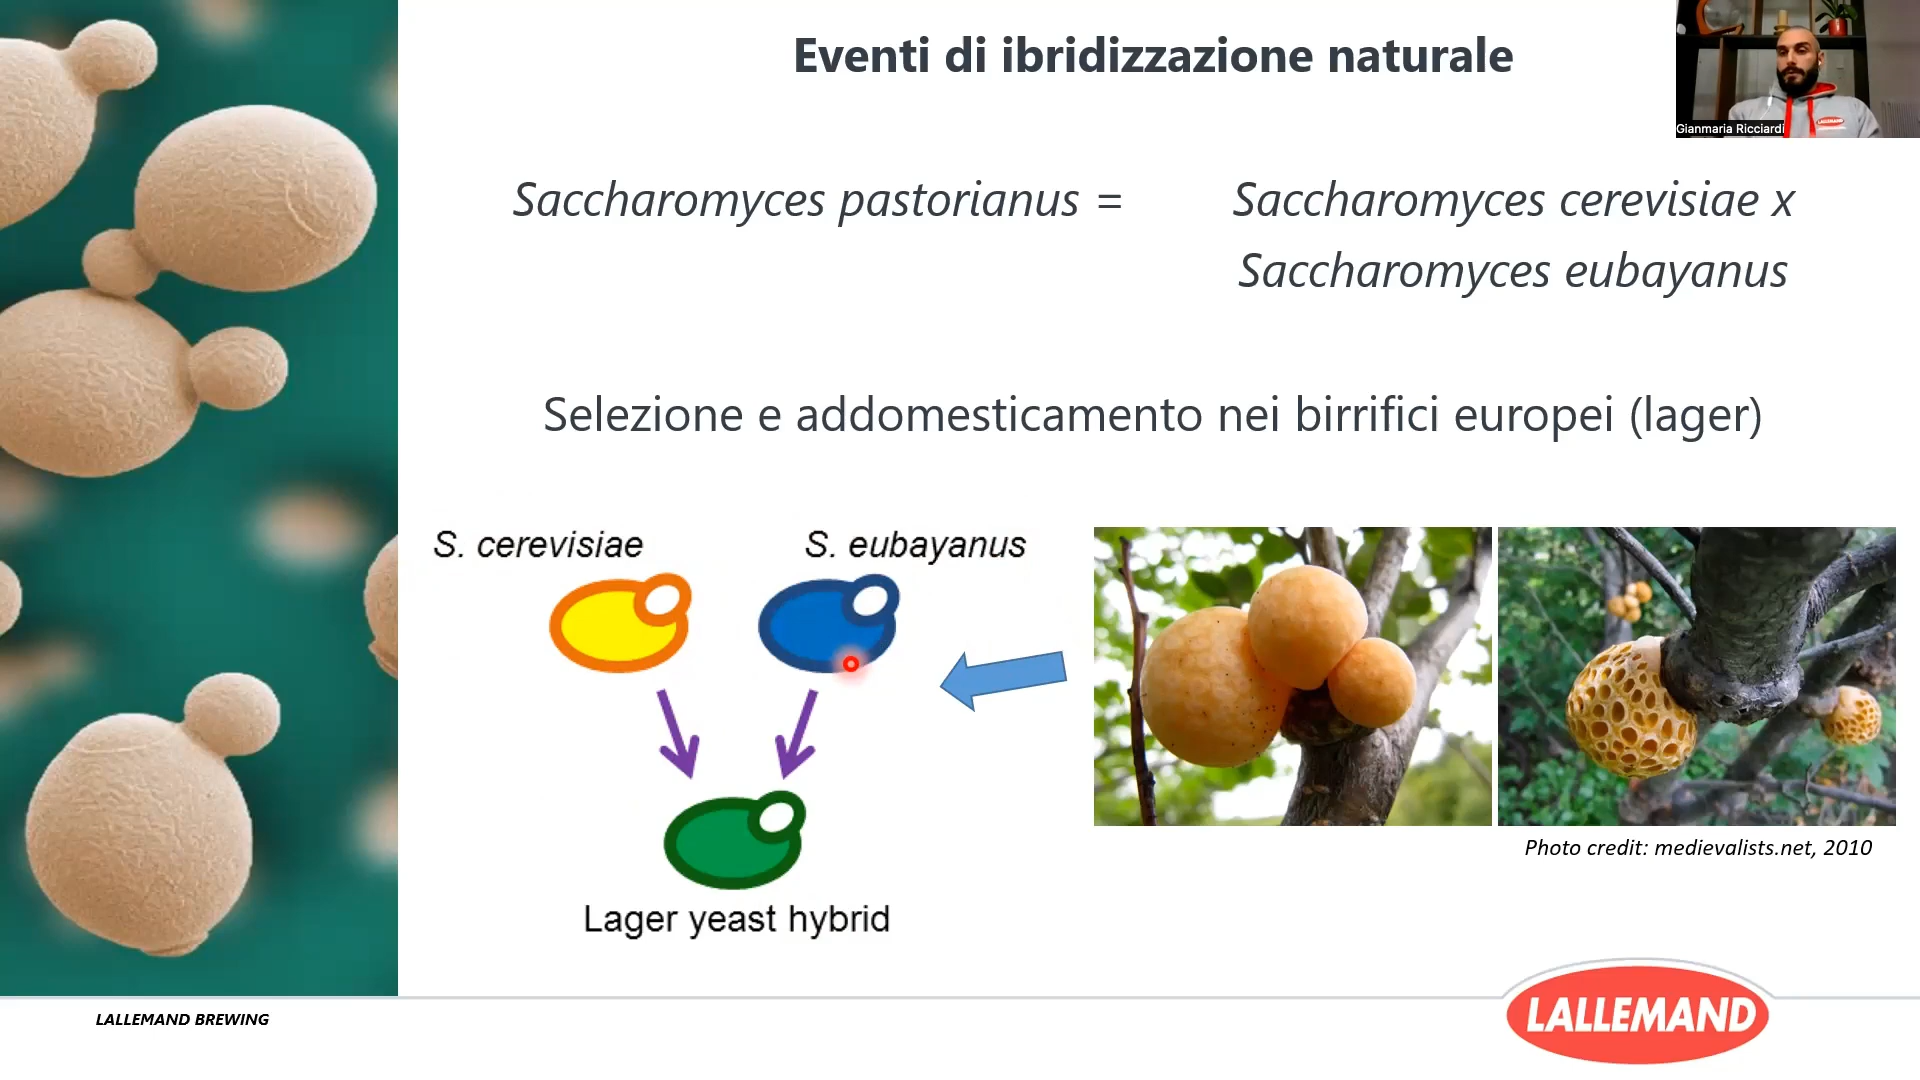 Eventi di ibridizzazione naturale
Gianmaria Ricciardi
LALLEMAND
Saccharomyces pastorianus =
Saccharomyces cerevisiae x
Saccharomyces eubayanus
Selezione e addomesticamento nei birrifici europei (lager)
S. cerevisiae
S. eubayanus
Lager yeast hybrid
Photo credit: medievalists.net, 2010
LALLEMAND BREWING
LALLEMAND